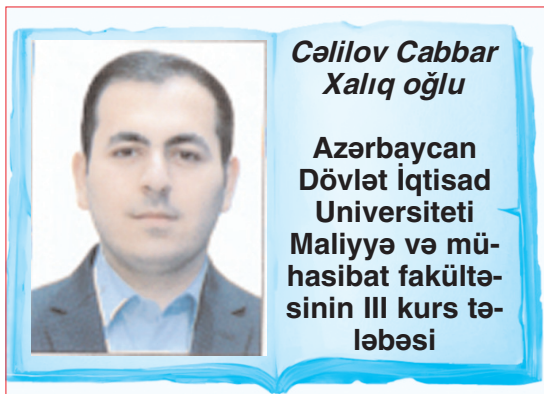 Cəlilov Cabbar
Xalıq oğlu
Azərbaycan
Dövlət İqtisad
Universiteti
Maliyyə və mü-
hasibat fakültə-
sinin III kurs tə-
ləbəsi